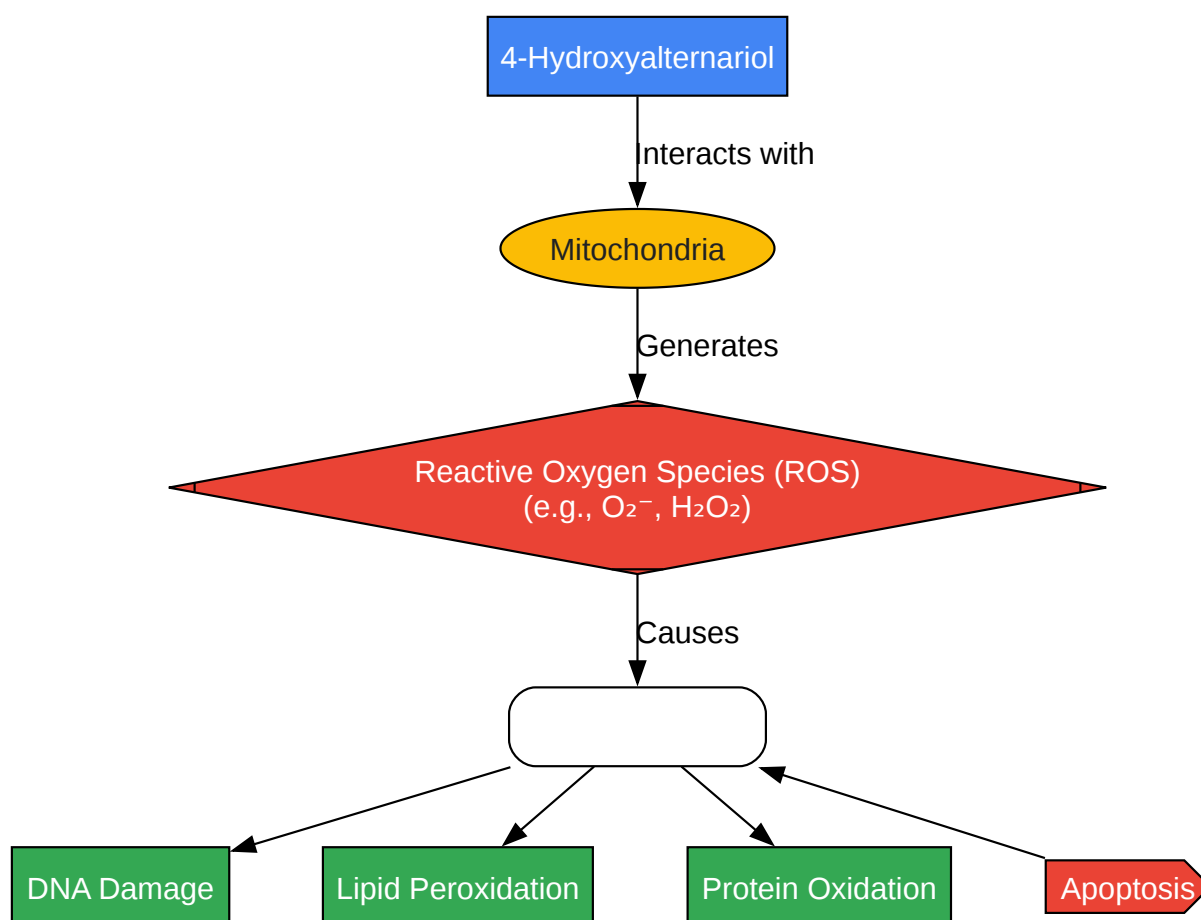 4-Hydroxyalternariol
Interacts with
Mitochondria
Generates
Reactive Oxygen Species (ROS)
(e.g., O₂⁻, H₂O₂)
Causes
DNA Damage
Lipid Peroxidation
Protein Oxidation
Apoptosis